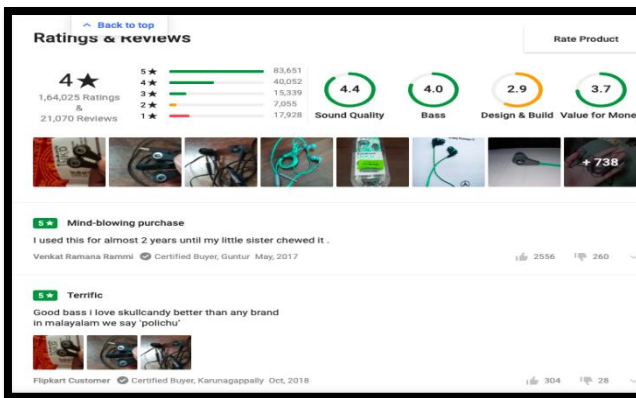 Back to top
Ratings & Reviews
Rate Product
4★
1,64,025 Ratings
&
21,070 Reviews
5★ 83,651
4★ 40,052
3★ 15,339
2★ 7,055
1★ 17,928
4.4
Sound Quality
4.0
Bass
2.9
Design & Build
3.7
Value for Mone
+ 738
5★ Mind-blowing purchase
I used this for almost 2 years until my little sister chewed it .
Venkat Ramana Rammi Certified Buyer, Guntur May, 2017
2556 260
5★ Terrific
Good bass i love skullcandy better than any brand
in malayalam we say 'polichu'
Flipkart Customer Certified Buyer, Karunagappally Oct, 2018
304 28